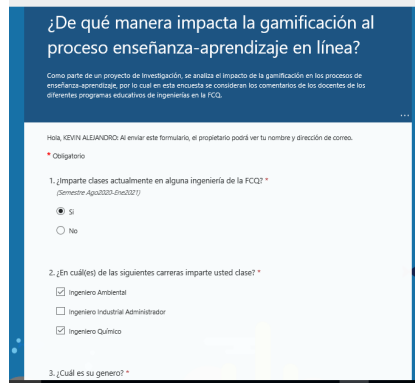 ¿De qué manera impacta la gamificación al
proceso enseñanza-aprendizaje en línea?
Como parte de un proyecto de Investigación, se analiza el impacto de la gamificación en los procesos de
enseñanza-aprendizaje, por lo cual en esta encuesta se consideran los comentarios de los docentes de los
diferentes programas educativos de ingenierías en la FCQ.
...
Hola, KEVIN ALEJANDRO: Al enviar este formulario, el propietario podrá ver tu nombre y dirección de correo.
* Obligatorio
1. ¿Imparte clases actualmente en alguna ingeniería de la FCQ? *
(Semestre Ago2020-Ene2021)
Si
No
2. ¿En cuál(es) de las siguientes carreras imparte usted clase? *
Ingeniero Ambiental
Ingeniero Industrial Administrador
Ingeniero Químico
3. ¿Cuál es su genero? *